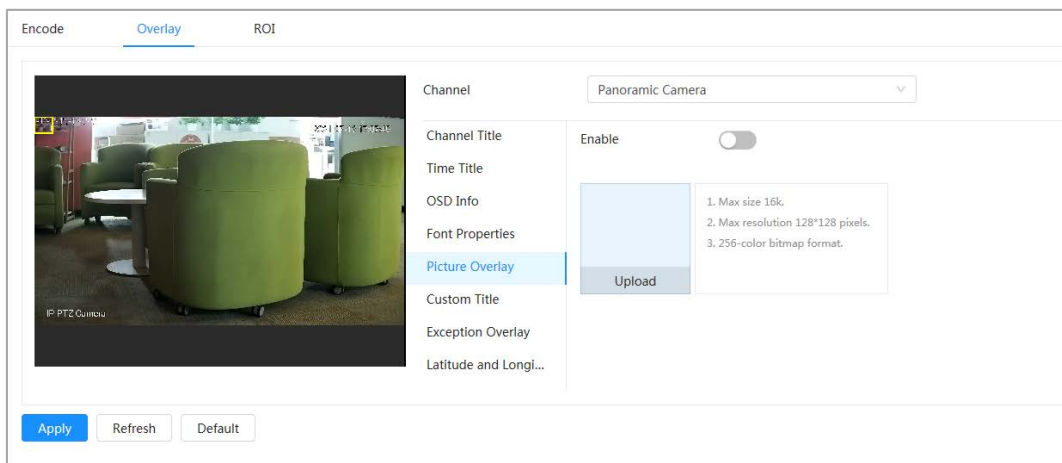 Encode Overlay ROI
Channel Panoramic Camera
Channel Title
Enable
Time Title
OSD Info
1. Max size 16k.
2. Max resolution 128*128 pixels.
3. 256-color bitmap format.
Font Properties
Picture Overlay
Upload
Custom Title
IP PTZ Camera
Exception Overlay
Latitude and Longi...
Apply Refresh Default